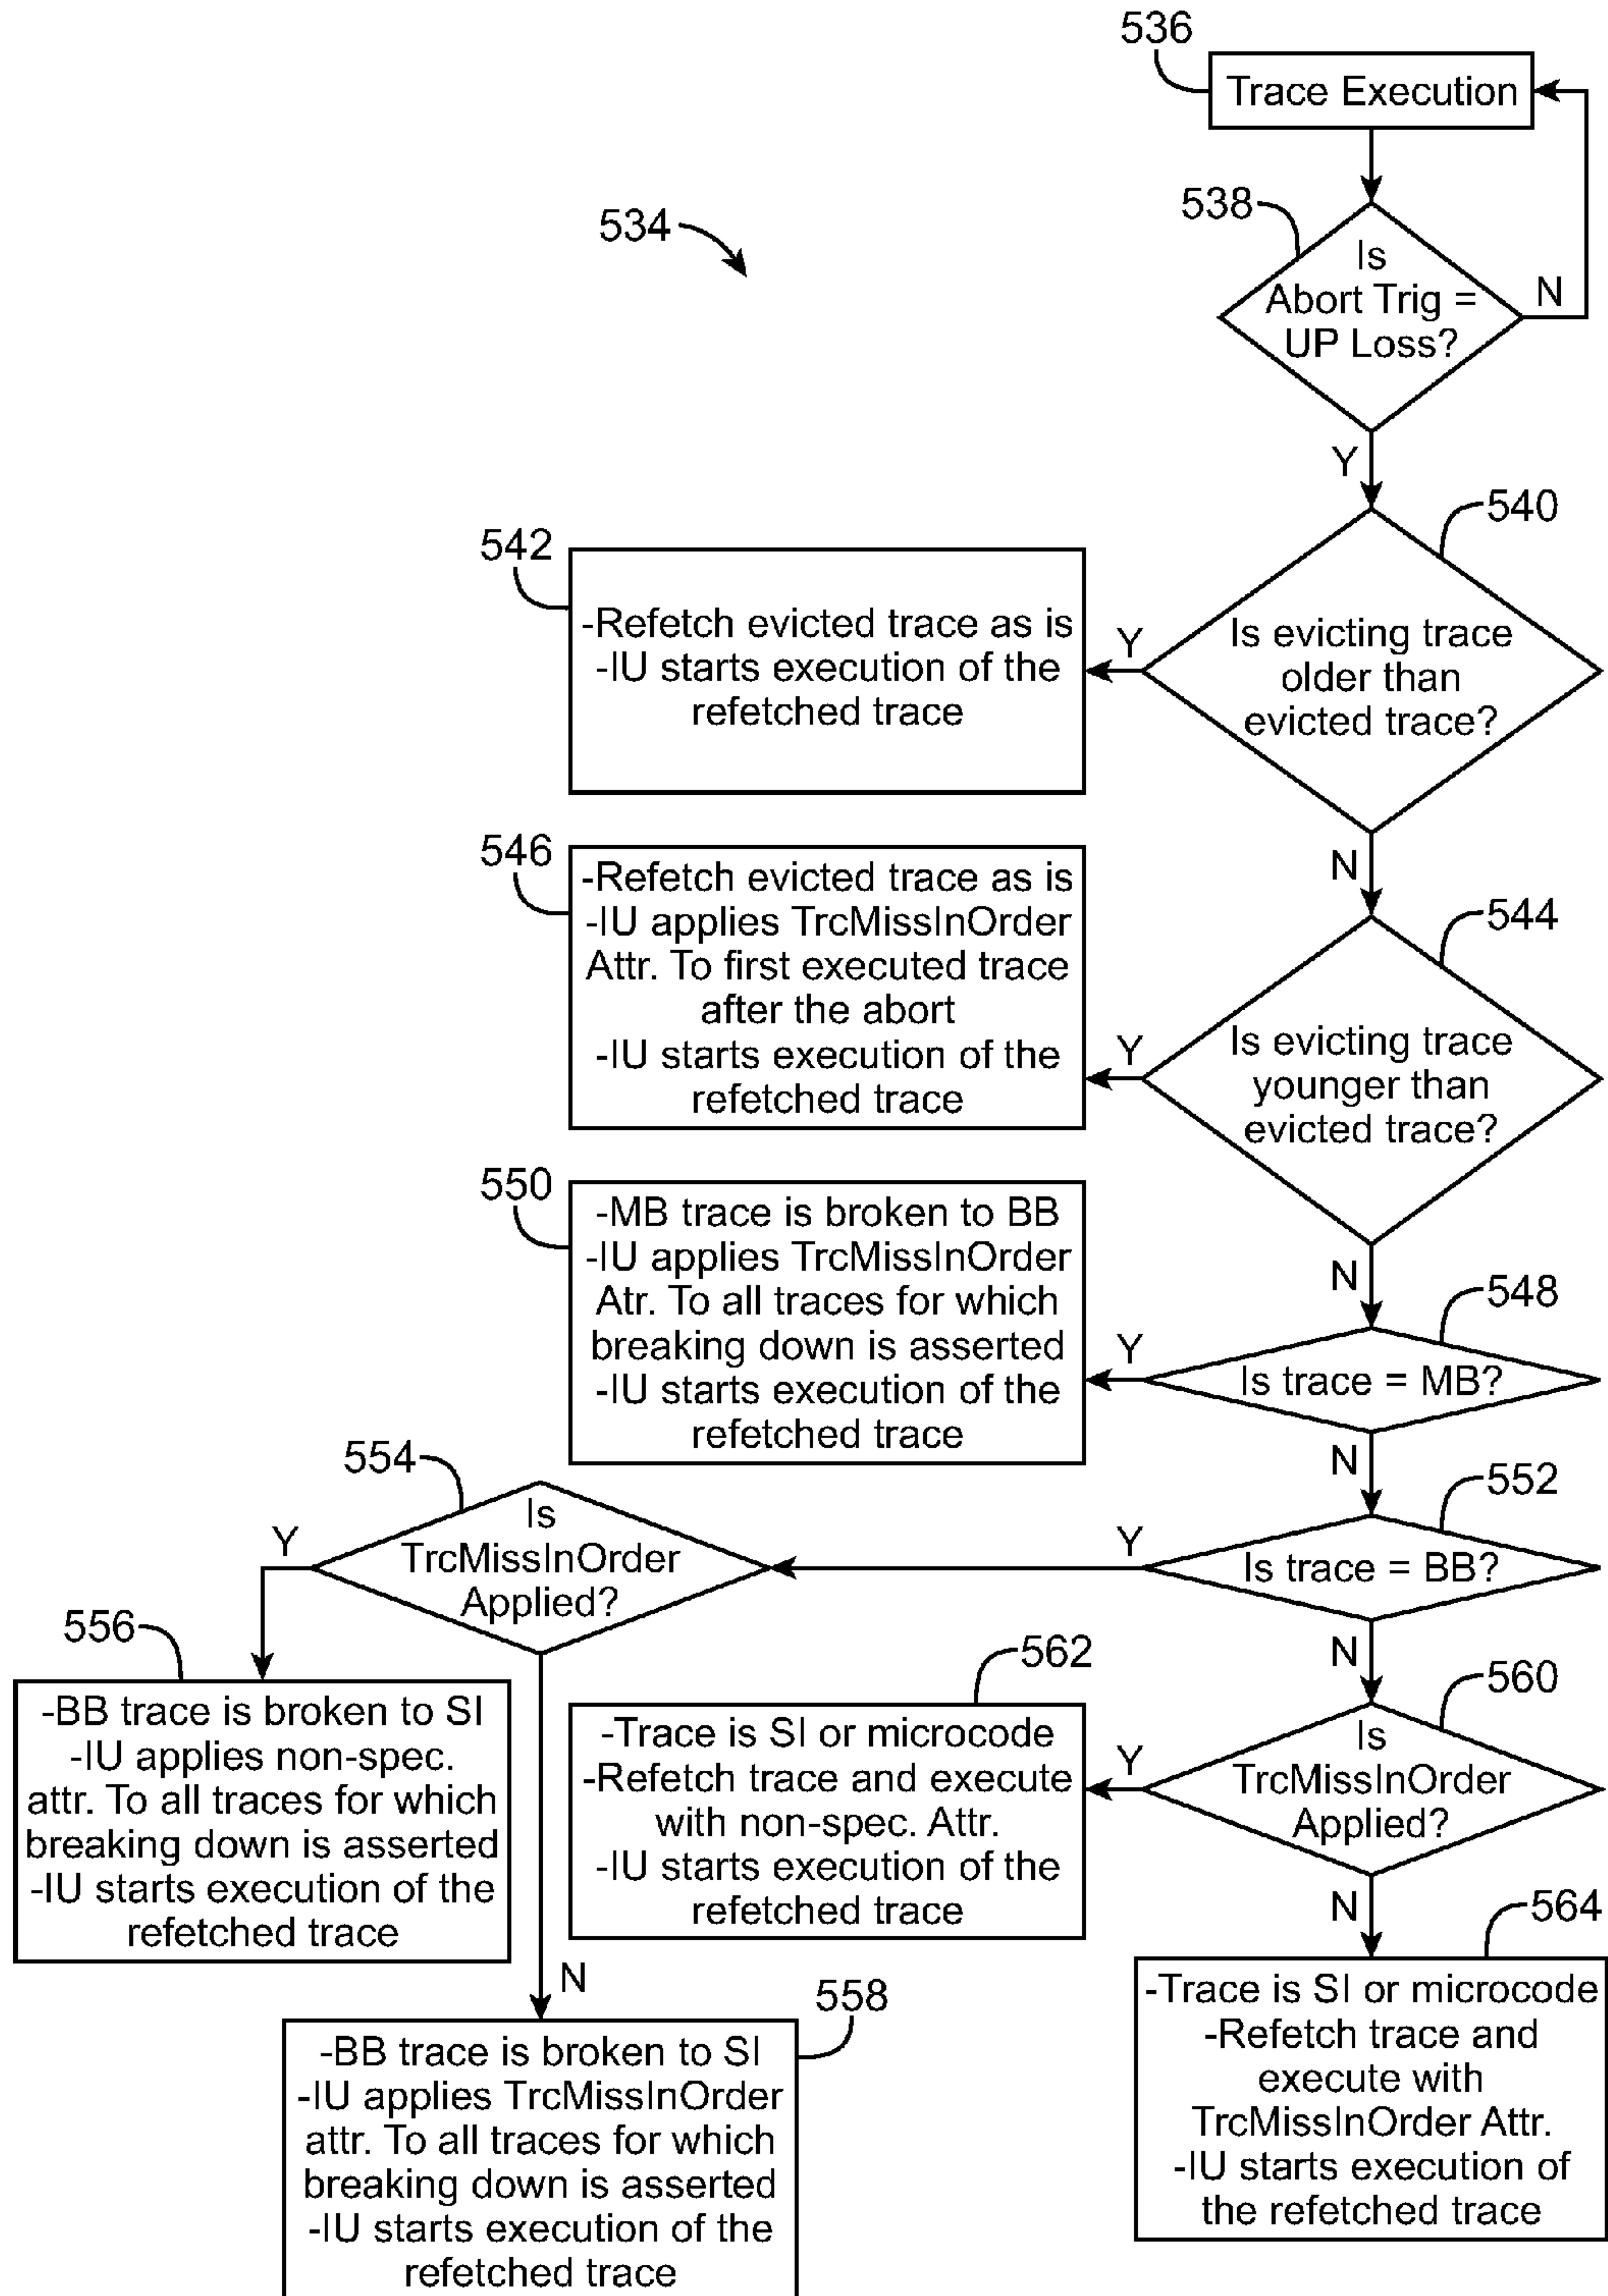 536
Trace Execution
534
538
Is
Abort Trig =
UP Loss?
N
Y
540
Is evicting trace
older than
evicted trace?
Y
542
-Refetch evicted trace as is
-IU starts execution of the
refetched trace
N
544
Is evicting trace
younger than
evicted trace?
Y
546
-Refetch evicted trace as is
-IU applies TrcMissInOrder
Attr. To first executed trace
after the abort
-IU starts execution of the
refetched trace
N
548
Is trace = MB?
Y
550
-MB trace is broken to BB
-IU applies TrcMissInOrder
Atr. To all traces for which
breaking down is asserted
-IU starts execution of the
refetched trace
N
552
Is trace = BB?
Y
554
Is
TrcMissInOrder
Applied?
Y
556
-BB trace is broken to SI
-IU applies non-spec.
attr. To all traces for which
breaking down is asserted
-IU starts execution of the
refetched trace
N
558
-BB trace is broken to SI
-IU applies TrcMissInOrder
attr. To all traces for which
breaking down is asserted
-IU starts execution of the
refetched trace
N
560
Is
TrcMissInOrder
Applied?
Y
562
-Trace is SI or microcode
-Refetch trace and execute
with non-spec. Attr.
-IU starts execution of the
refetched trace
N
564
-Trace is SI or microcode
-Refetch trace and
execute with
TrcMissInOrder Attr.
-IU starts execution of
the refetched trace